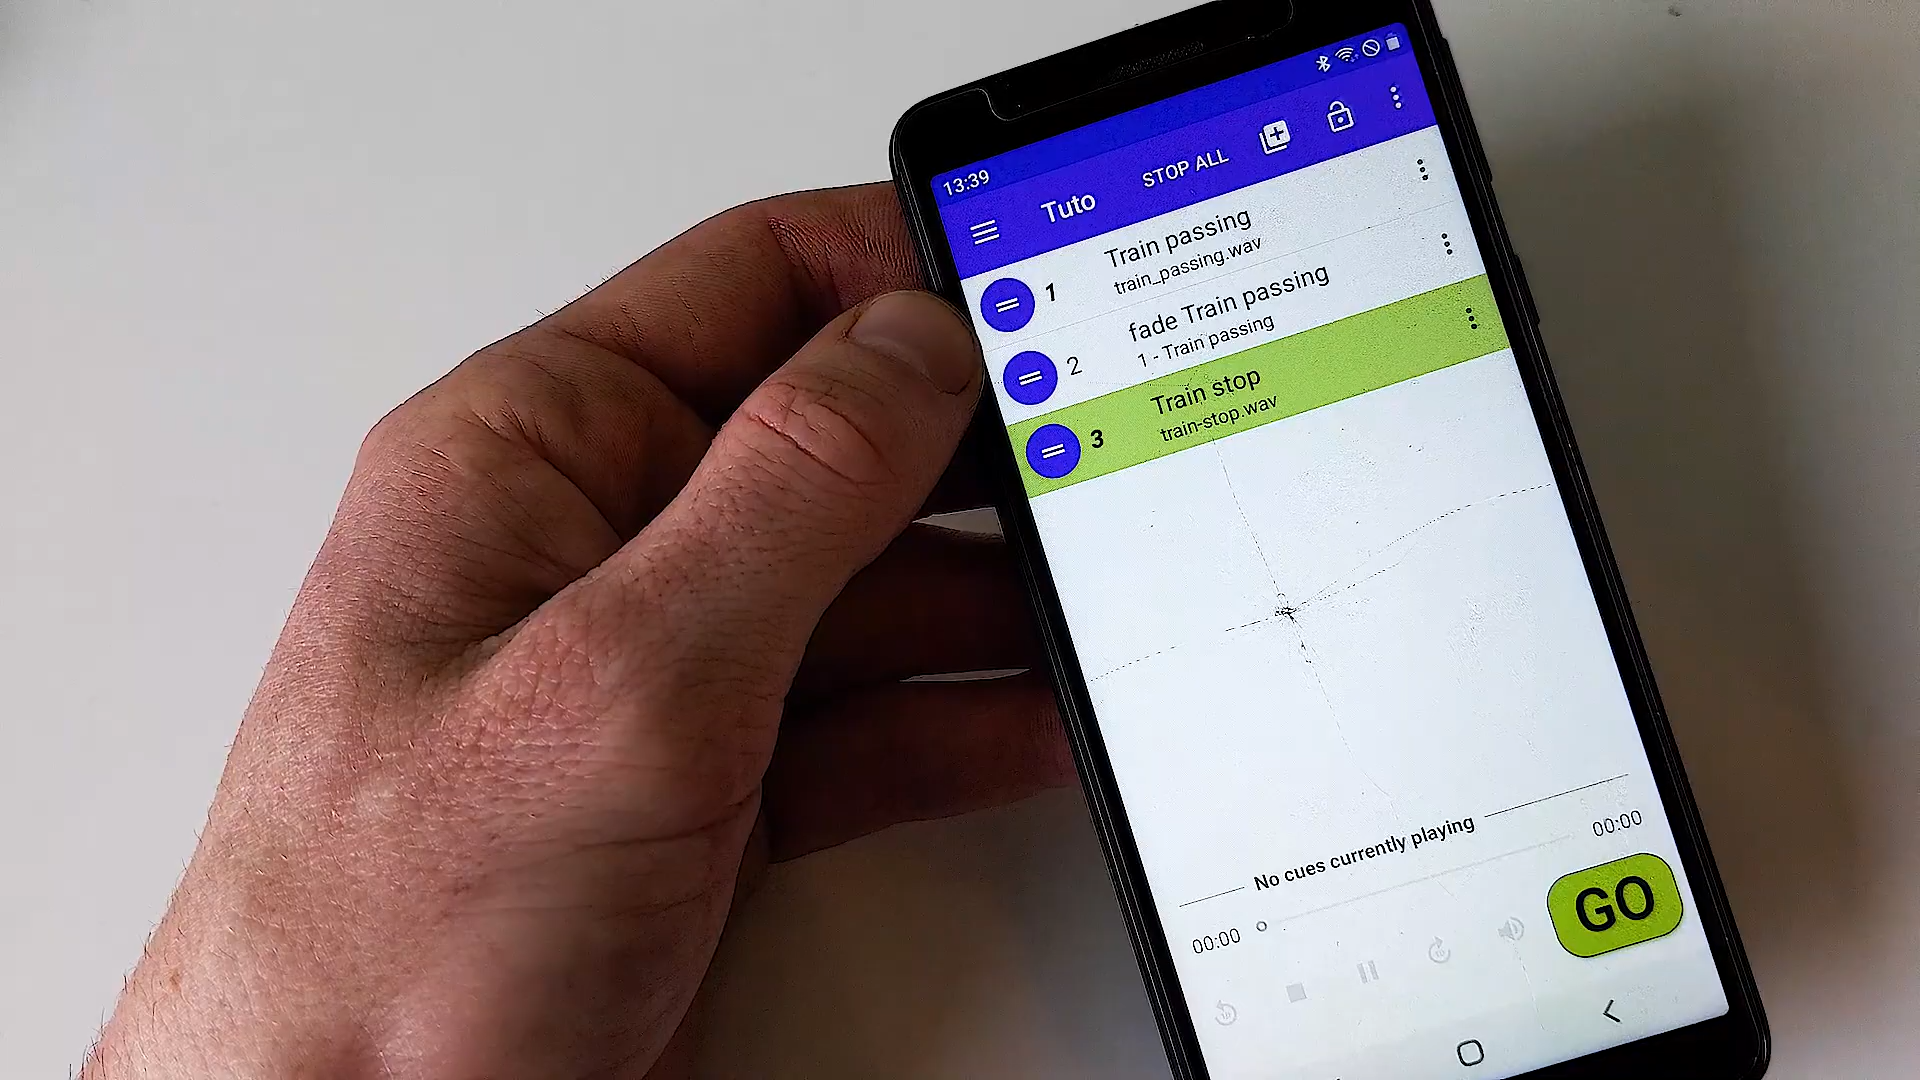 13:39
Tuto
STOP ALL
1
Train passing
train_passing.wav
2
fade Train passing
1 - Train passing
3
Train stop
train-stop.wav
No cues currently playing
00:00
00:00
GO